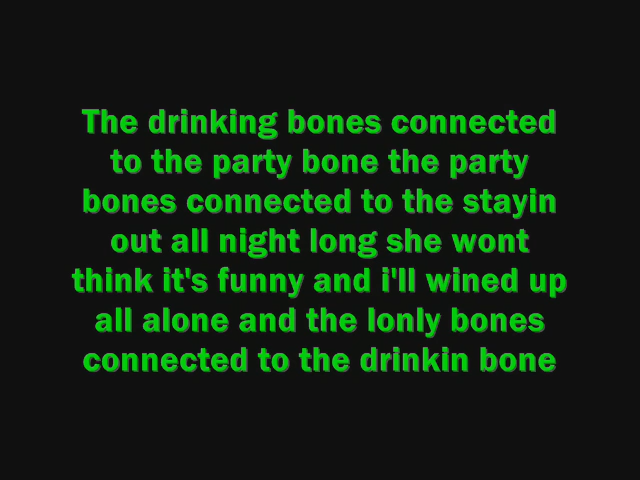 The drinking bones connected
to the party bone the party
bones connected to the stayin
out all night long she wont
think it's funny and i'll wined up
all alone and the lonly bones
connected to the drinkin bone